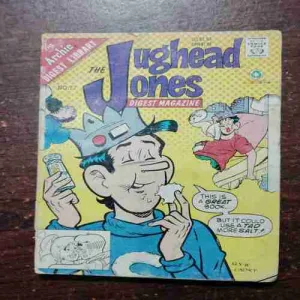 Archie
DIGEST LIBRARY
THE
Jughead
Jones
DIGEST MAGAZINE
THIS IS
A GREAT
BOOK...
BUT IT COULD
USE A TAD
MORE SALT!
S